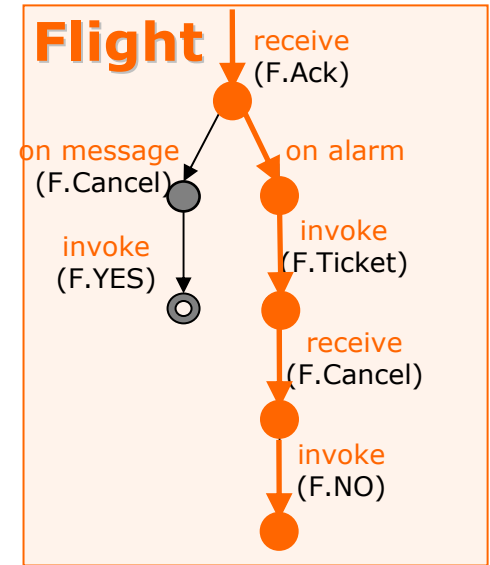 Flight
receive
(F.Ack)
on message
(F.Cancel)
on alarm
invoke
(F.YES)
invoke
(F.Ticket)
receive
(F.Cancel)
invoke
(F.NO)